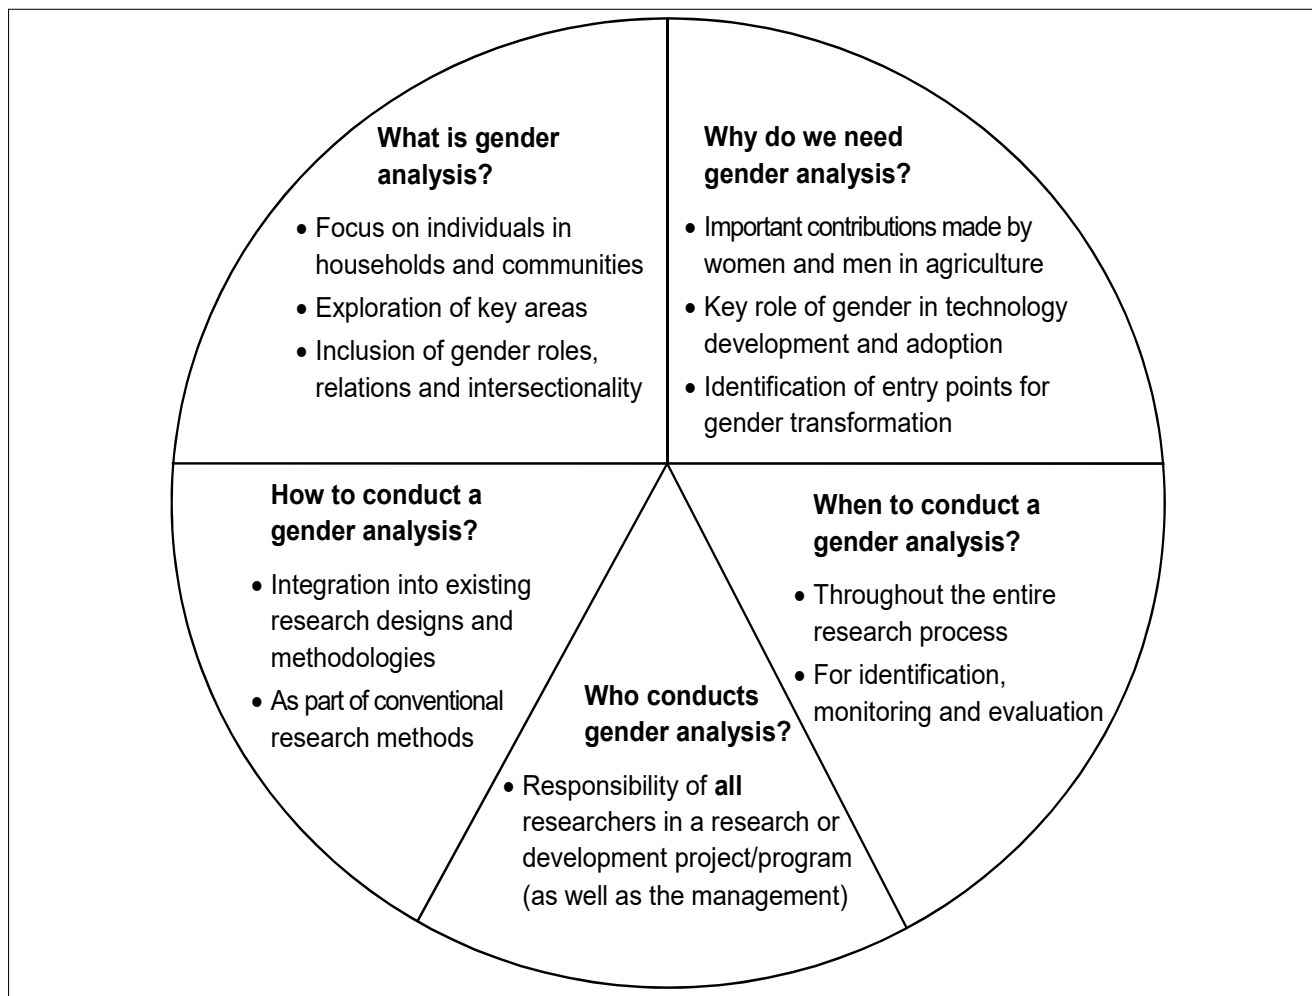 What is gender
analysis?
• Focus on individuals in
households and communities
• Exploration of key areas
• Inclusion of gender roles,
relations and intersectionality
Why do we need
gender analysis?
• Important contributions made by
women and men in agriculture
• Key role of gender in technology
development and adoption
• Identification of entry points for
gender transformation
How to conduct a
gender analysis?
• Integration into existing
research designs and
methodologies
• As part of conventional
research methods
Who conducts
gender analysis?
• Responsibility of all
researchers in a research or
development project/program
(as well as the management)
When to conduct a
gender analysis?
• Throughout the entire
research process
• For identification,
monitoring and evaluation